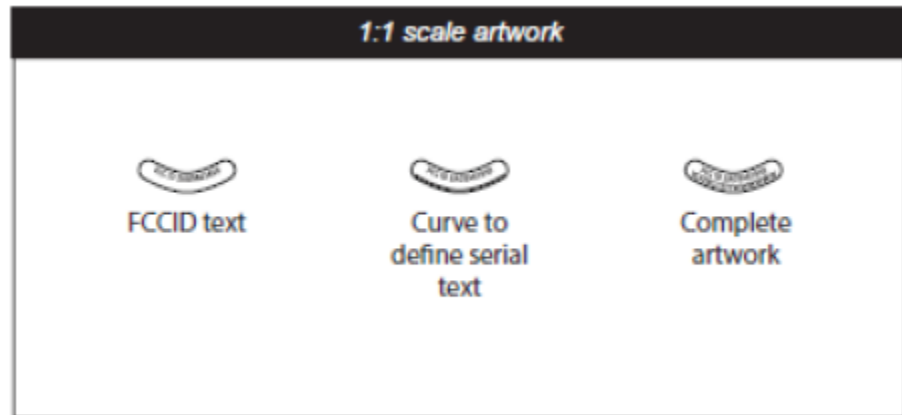 1:1 scale artwork
FCCID text
Curve to
define serial
text
Complete
artwork